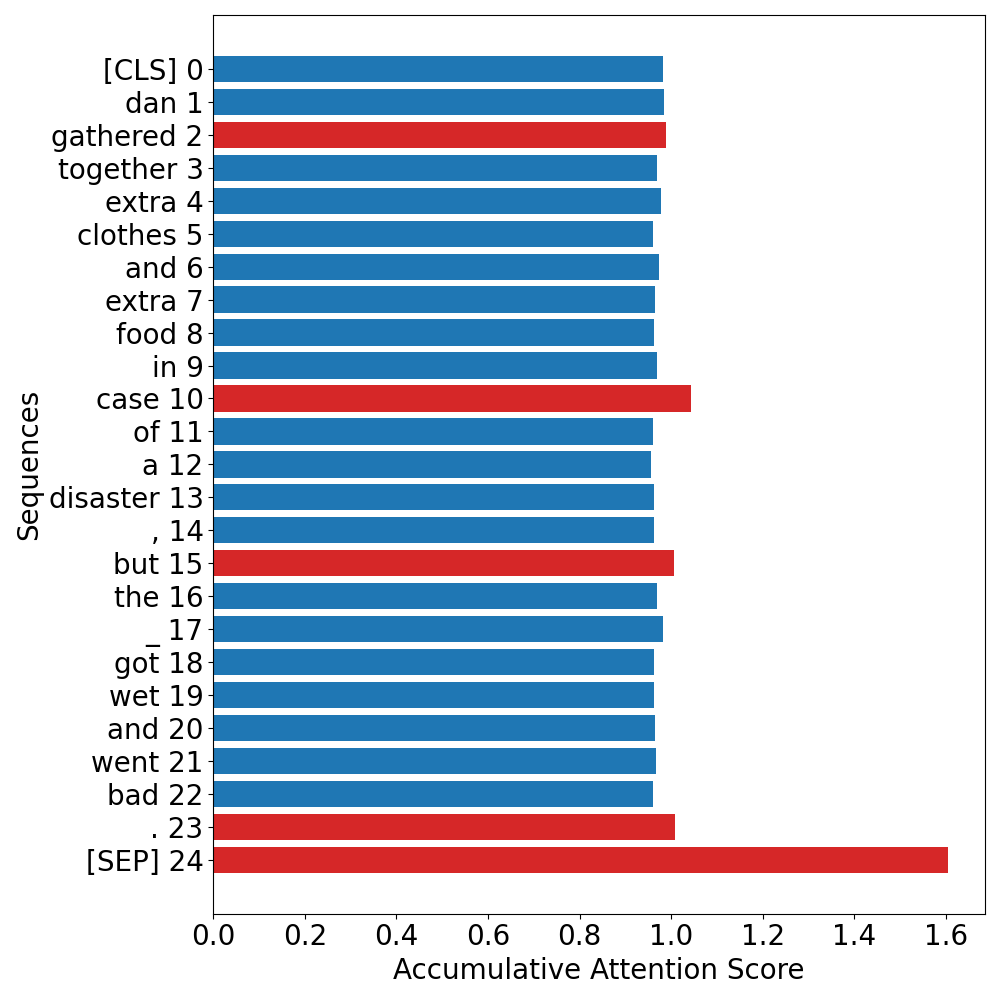 [CLS] 0
dan 1
gathered 2
together 3
extra 4
clothes 5
and 6
extra 7
food 8
in 9
case 10
of 11
a 12
disaster 13
, 14
but 15
the 16
_ 17
got 18
wet 19
and 20
went 21
bad 22
. 23
[SEP] 24
Sequences
0.0 0.2 0.4 0.6 0.8 1.0 1.2 1.4 1.6
Accumulative Attention Score